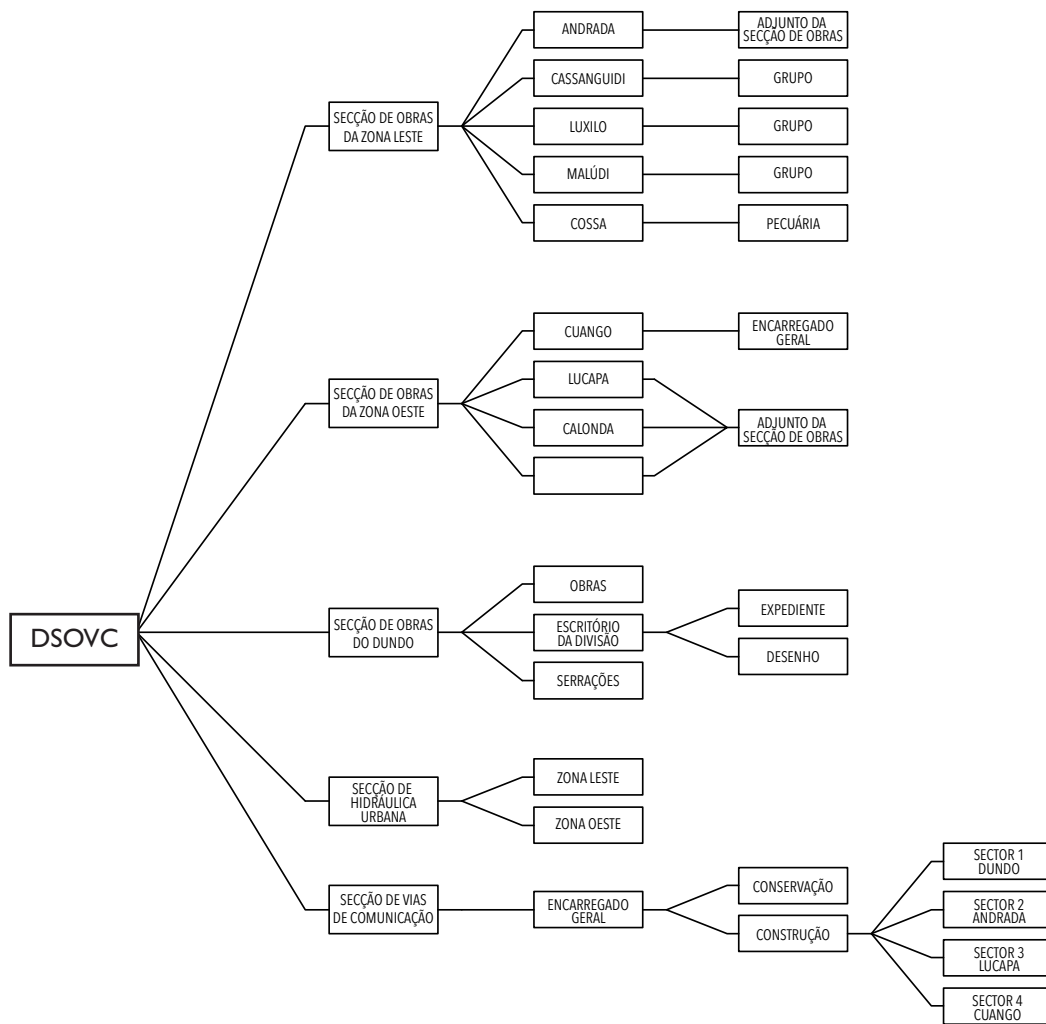 DSOVC
SECÇÃO DE OBRAS
DA ZONA LESTE
ANDRADA
ADJUNTO DA
SECÇÃO DE OBRAS
CASSANGUIDI
GRUPO
LUXILO
GRUPO
MALÚDI
GRUPO
COSSA
PECUÁRIA
SECÇÃO DE OBRAS
DA ZONA OESTE
CUANGO
ENCARREGADO
GERAL
LUCAPA
CALONDA
ADJUNTO DA
SECÇÃO DE OBRAS
SECÇÃO DE OBRAS
DO DUNDO
OBRAS
ESCRITÓRIO
DA DIVISÃO
EXPEDIENTE
DESENHO
SERRAÇÕES
SECÇÃO DE
HIDRÁULICA
URBANA
ZONA LESTE
ZONA OESTE
SECÇÃO DE VIAS
DE COMUNICAÇÃO
ENCARREGADO
GERAL
CONSERVAÇÃO
CONSTRUÇÃO
SECTOR 1
DUNDO
SECTOR 2
ANDRADA
SECTOR 3
LUCAPA
SECTOR 4
CUANGO